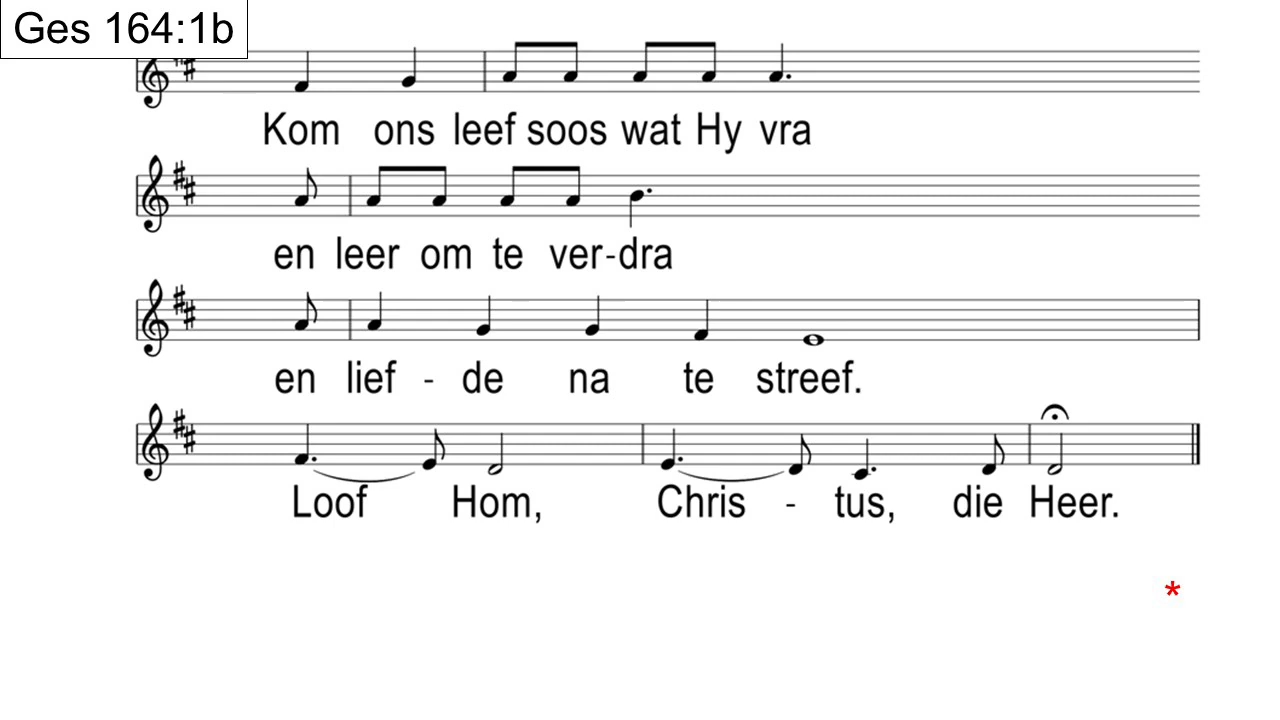 Ges 164:1b
Kom ons leef soos wat Hy vra
en leer om te ver-dra
en lief - de na te streef.
Loof Hom, Chris - tus, die Heer.
*